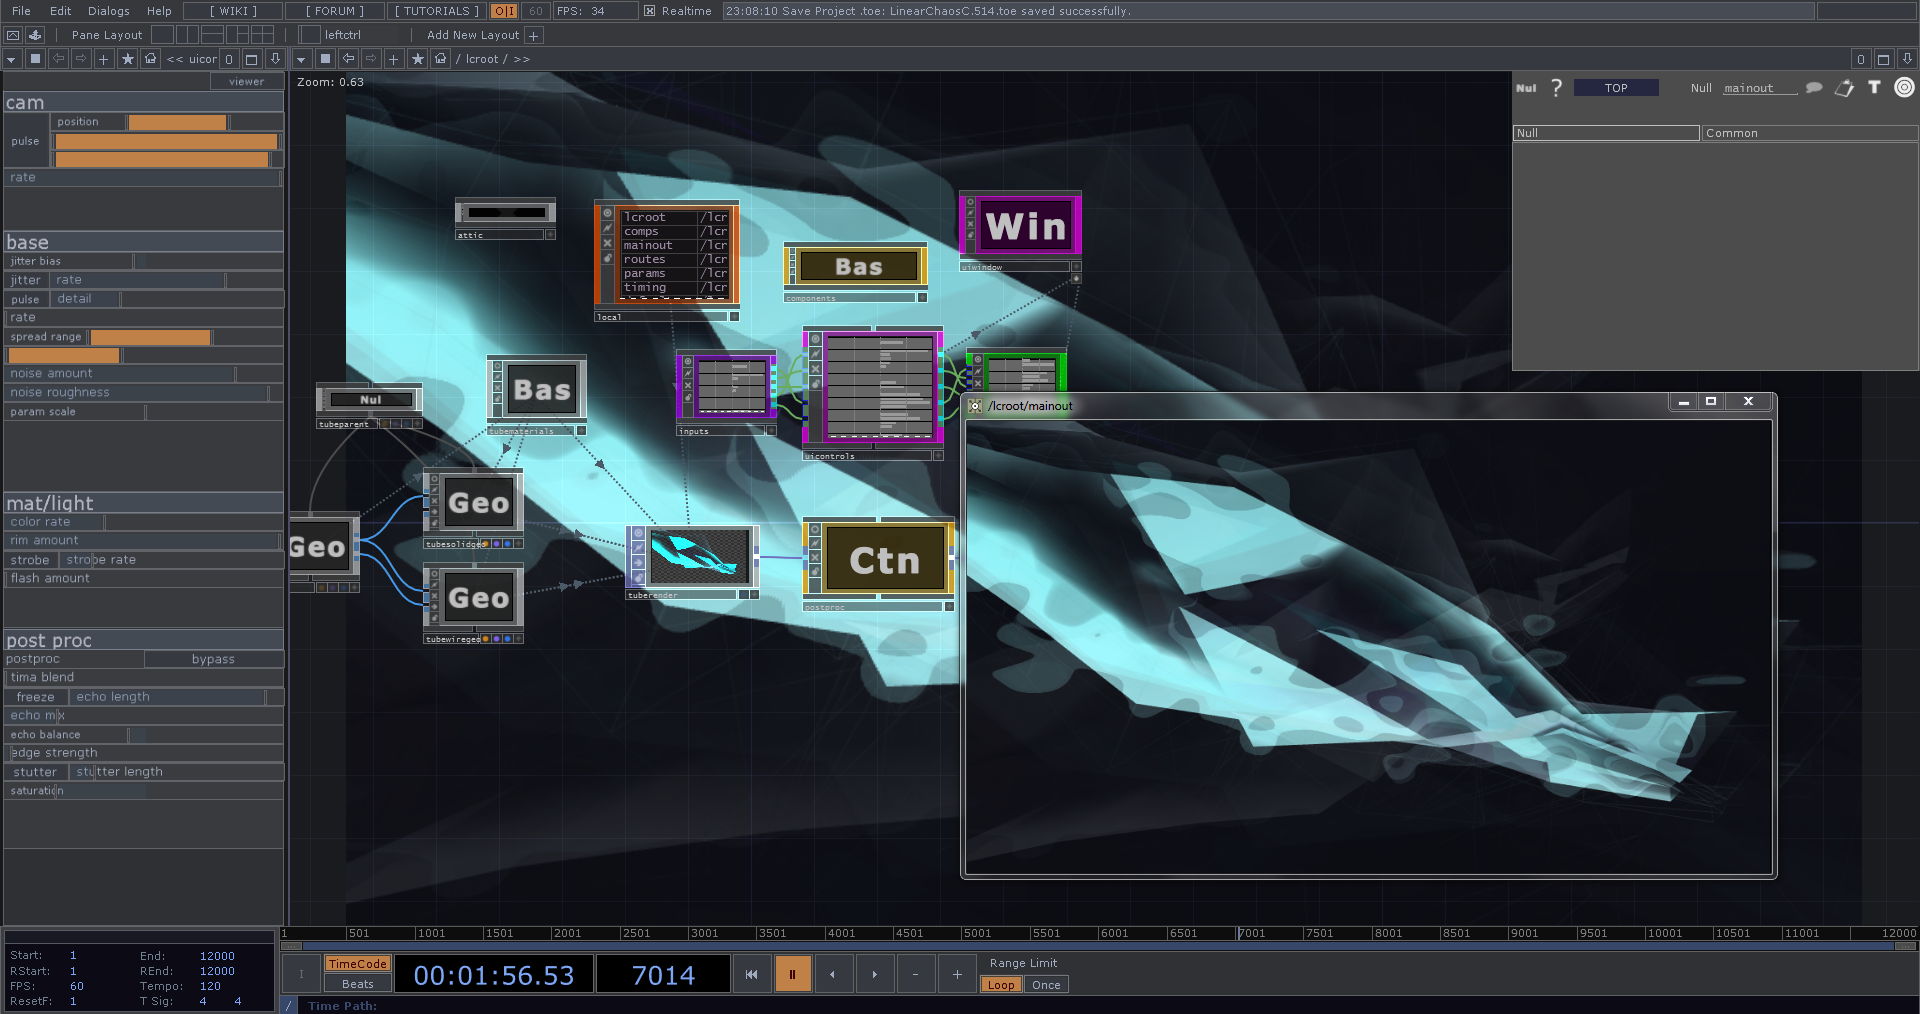 File Edit Dialogs Help [ WIKI ] [ FORUM ] [ TUTORIALS ] O|I 60 FPS: 34 Realtime 23:08:10 Save Project .toe: LinearChaosC.514.toe saved successfully.
Pane Layout leftctrl Add New Layout +
<< uicor 0 / lcroot / >> 0
viewer
Zoom: 0.63
Nul ? TOP Null mainout T
Null Common
cam
position
pulse
rate
base
jitter bias
jitter rate
pulse detail
rate
spread range
noise amount
noise roughness
param scale
mat/light
color rate
rim amount
strobe strobe rate
flash amount
post proc
postproc bypass
tima blend
freeze echo length
echo mix
echo balance
edge strength
stutter stutter length
saturation
attic
lcroot /lcr
comps /lcr
mainout /lcr
routes /lcr
params /lcr
timing /lcr
local
Bas
components
Win
uiwindow
Nul
tubeparent
Bas
tubematerials
inputs
uicontrols
/lcroot/mainout
Geo
Geo
tubesolidgeo
Geo
tubewiregeo
tuberender
Ctn
postproc
1 501 1001 1501 2001 2501 3001 3501 4001 4501 5001 5501 6001 6501 7001 7501 8001 8501 9001 9501 10001 10501 11001 12000
Start: 1 End: 12000
RStart: 1 REnd: 12000
FPS: 60 Tempo: 120
ResetF: 1 T Sig: 4 4
TimeCode
Beats
00:01:56.53 7014
- +
Range Limit
Loop Once
/ Time Path: